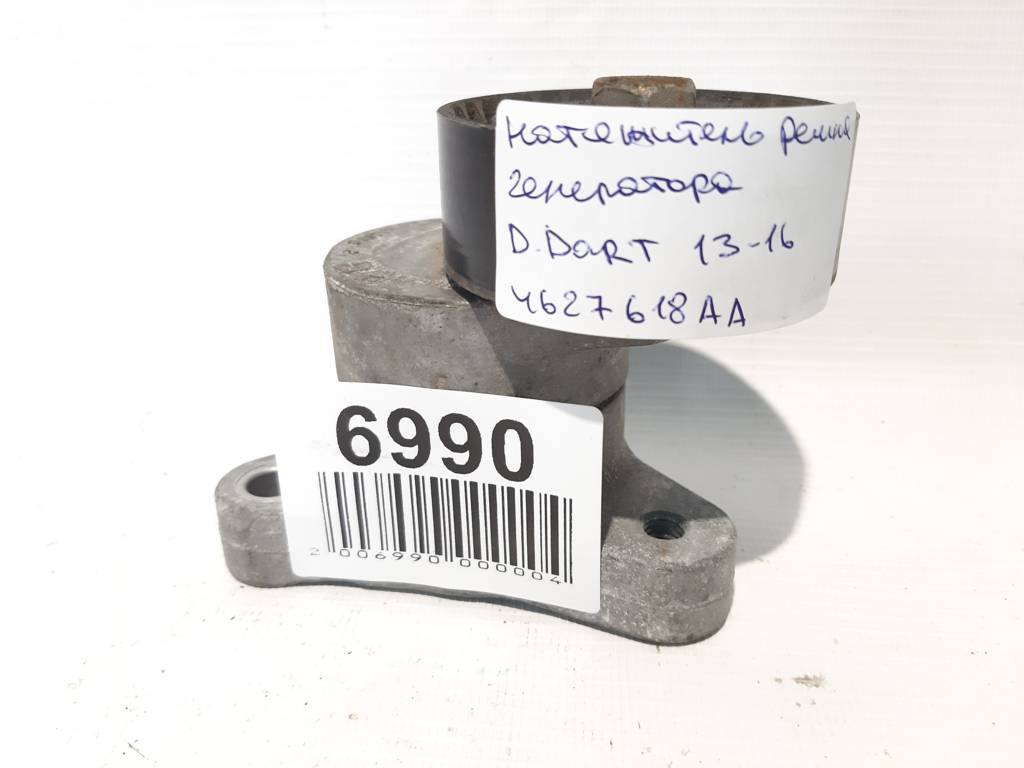 натяжитель ремня
генератора
D.DART 13-16
4627618AA
6990
2 006990 000004